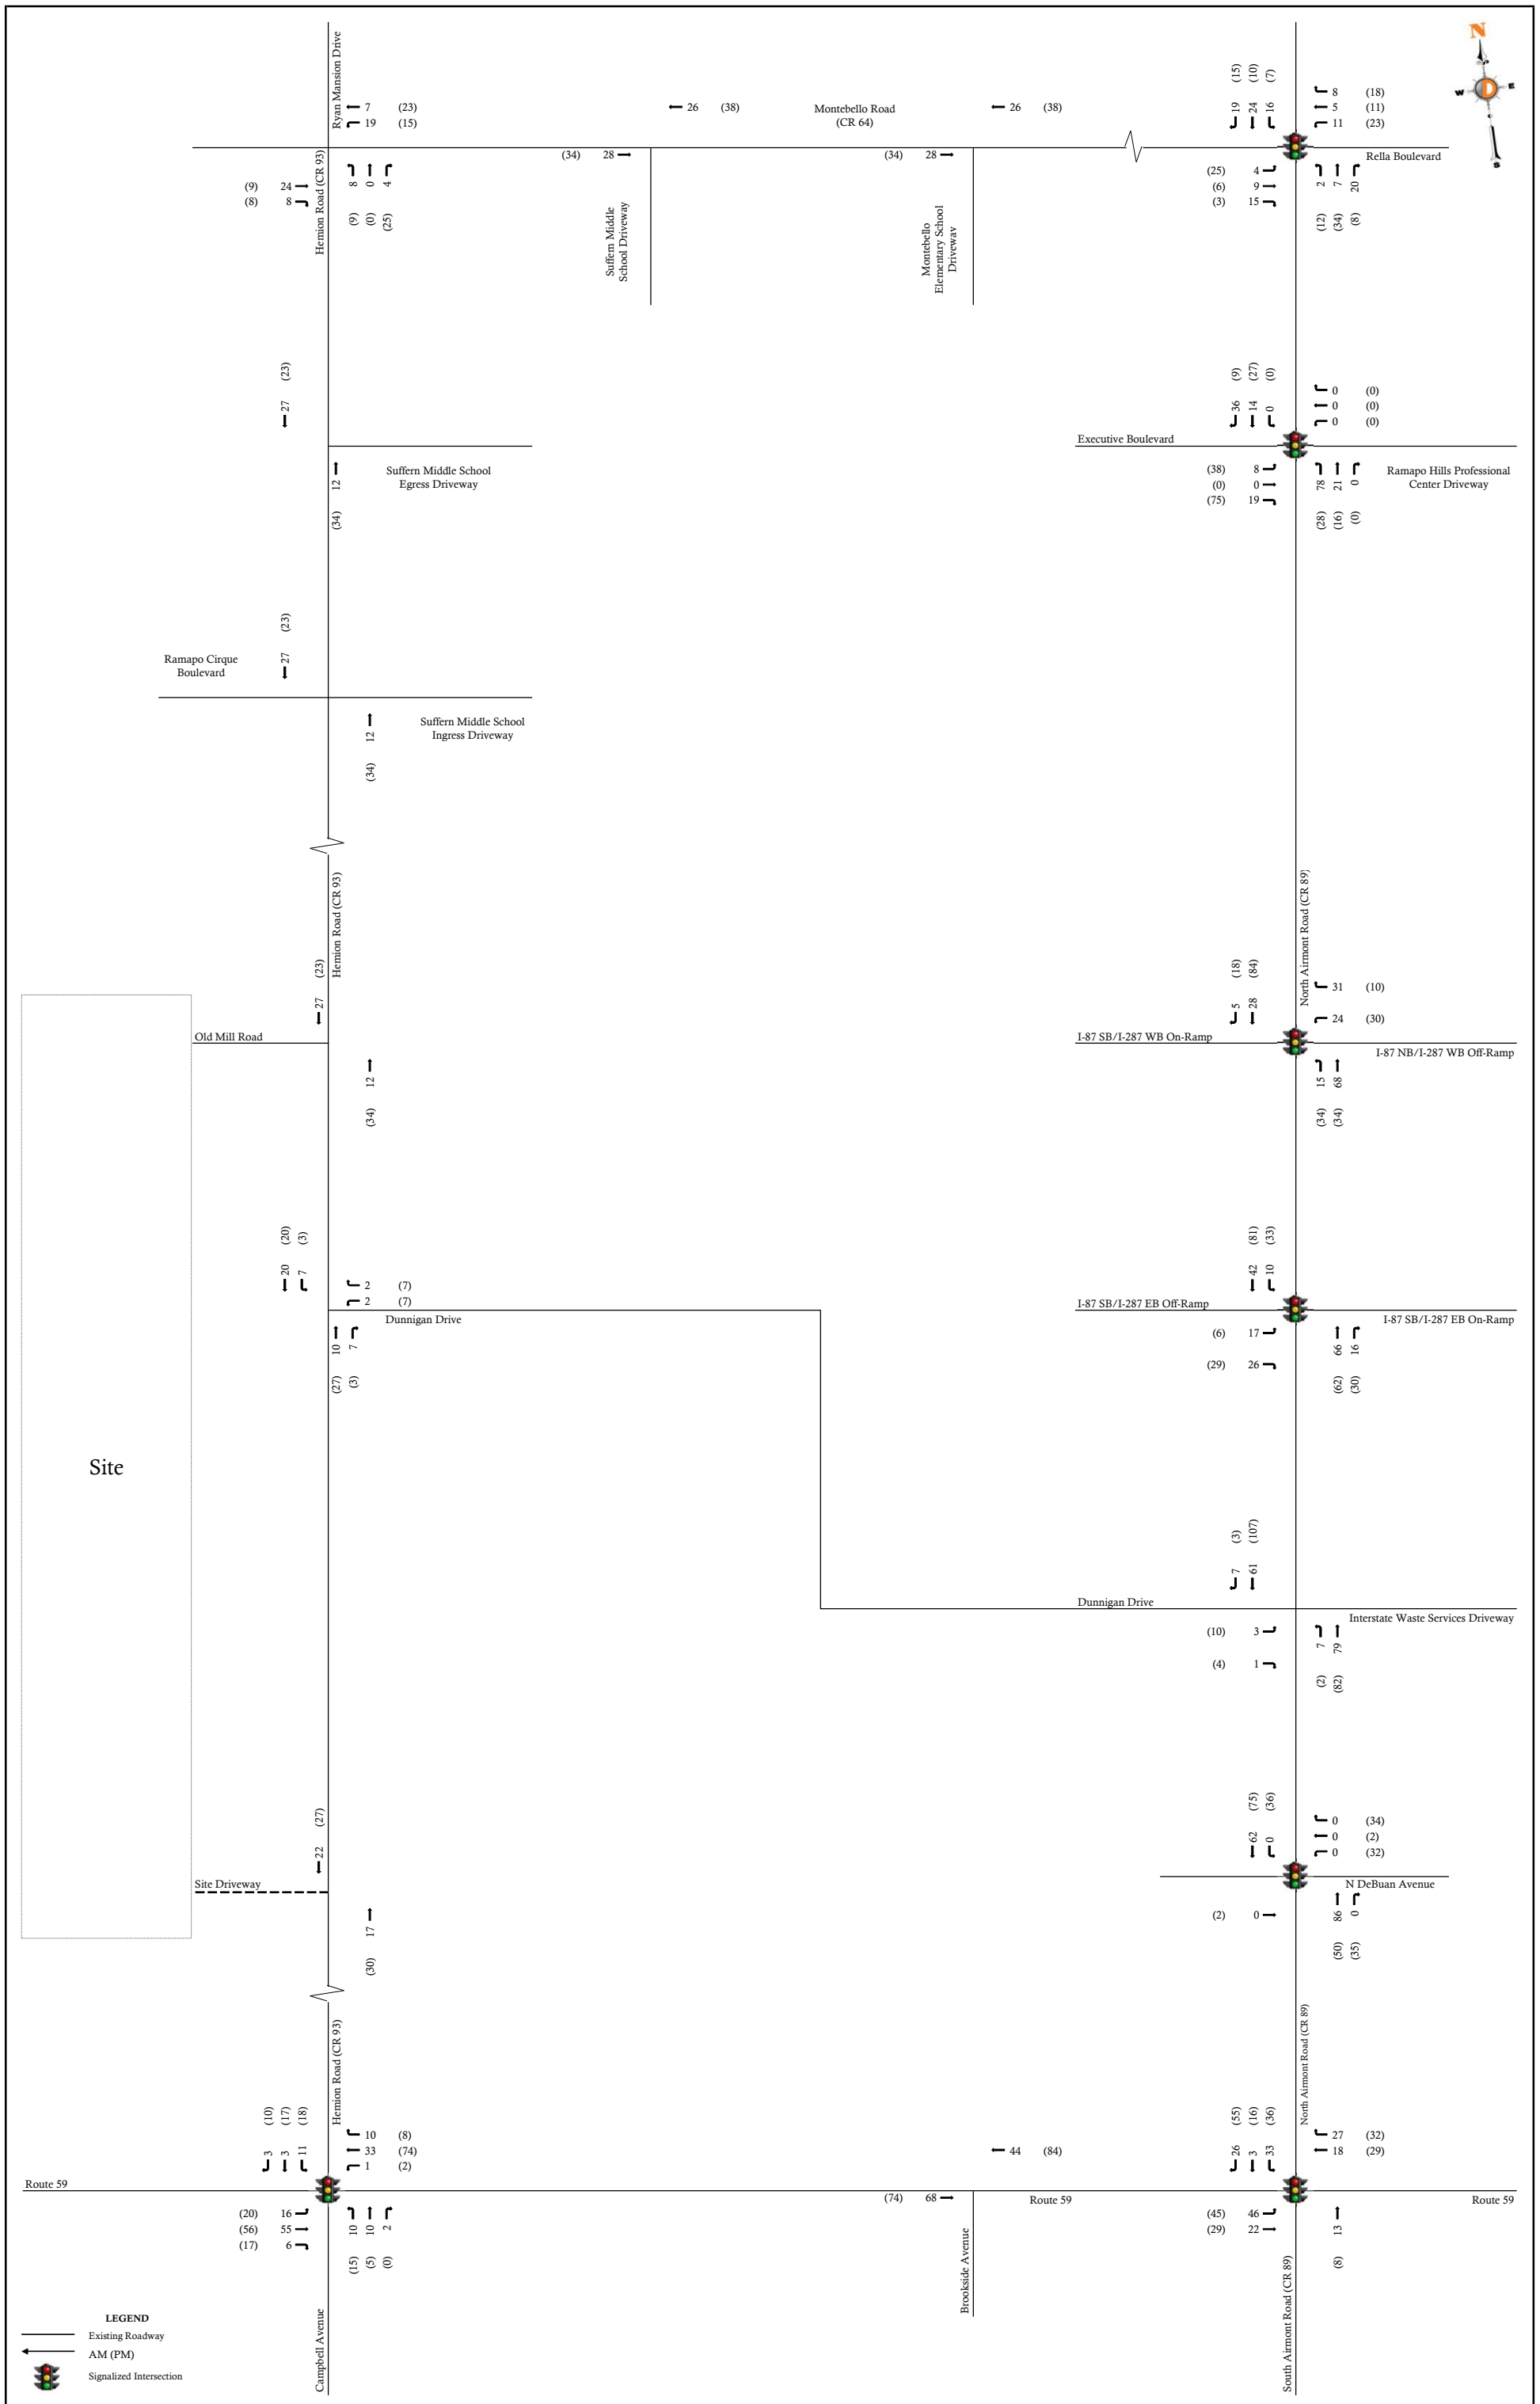 N
W
D
E
S
Ryan Mansion Drive
7 (23)
19 (15)
26 (38)
Montebello Road
(CR 64)
26 (38)
(15) (10) (7)
19 24 16
8 (18)
5 (11)
11 (23)
Rella Boulevard
Hemion Road (CR 93)
(9) 24
(8) 8
8 0 4
(9) (0) (25)
(34) 28
Suffern Middle
School Driveway
(34) 28
Montebello
Elementary School
Driveway
(25) 4
(6) 9
(3) 15
2 7 20
(12) (34) (8)
(23)
27
Suffern Middle School
Egress Driveway
12
(34)
(9) (27) (0)
36 14 0
0 (0)
0 (0)
0 (0)
Executive Boulevard
(38) 8
(0) 0
(75) 19
78 21 0
(28) (16) (0)
Ramapo Hills Professional
Center Driveway
(23)
27
Ramapo Cirque
Boulevard
Suffern Middle School
Ingress Driveway
12
(34)
Hemion Road (CR 93)
(23)
27
Old Mill Road
12
(34)
North Airmont Road (CR 89)
(18) (84)
5 28
31 (10)
24 (30)
I-87 SB/I-287 WB On-Ramp
I-87 NB/I-287 WB Off-Ramp
15 68
(34) (34)
(20) (3)
20 7
2 (7)
2 (7)
Dunnigan Drive
10 7
(27) (3)
(81) (33)
42 10
I-87 SB/I-287 EB Off-Ramp
I-87 SB/I-287 EB On-Ramp
(6) 17
(29) 26
66 16
(62) (30)
Site
(3) (107)
7 61
Dunnigan Drive
Interstate Waste Services Driveway
(10) 3
(4) 1
7 79
(2) (82)
(27)
22
Site Driveway
17
(30)
(75) (36)
62 0
0 (34)
0 (2)
0 (32)
N DeBuan Avenue
(2) 0
86 0
(50) (35)
Hemion Road (CR 93)
(10) (17) (18)
3 3 11
10 (8)
33 (74)
1 (2)
Route 59
(20) 16
(56) 55
(17) 6
10 10 2
(15) (5) (0)
Campbell Avenue
44 (84)
(74) 68
Route 59
Brookside Avenue
North Airmont Road (CR 89)
(55) (16) (36)
26 3 33
27 (32)
18 (29)
Route 59
(45) 46
(29) 22
13
(8)
South Airmont Road (CR 89)
LEGEND
Existing Roadway
AM (PM)
Signalized Intersection